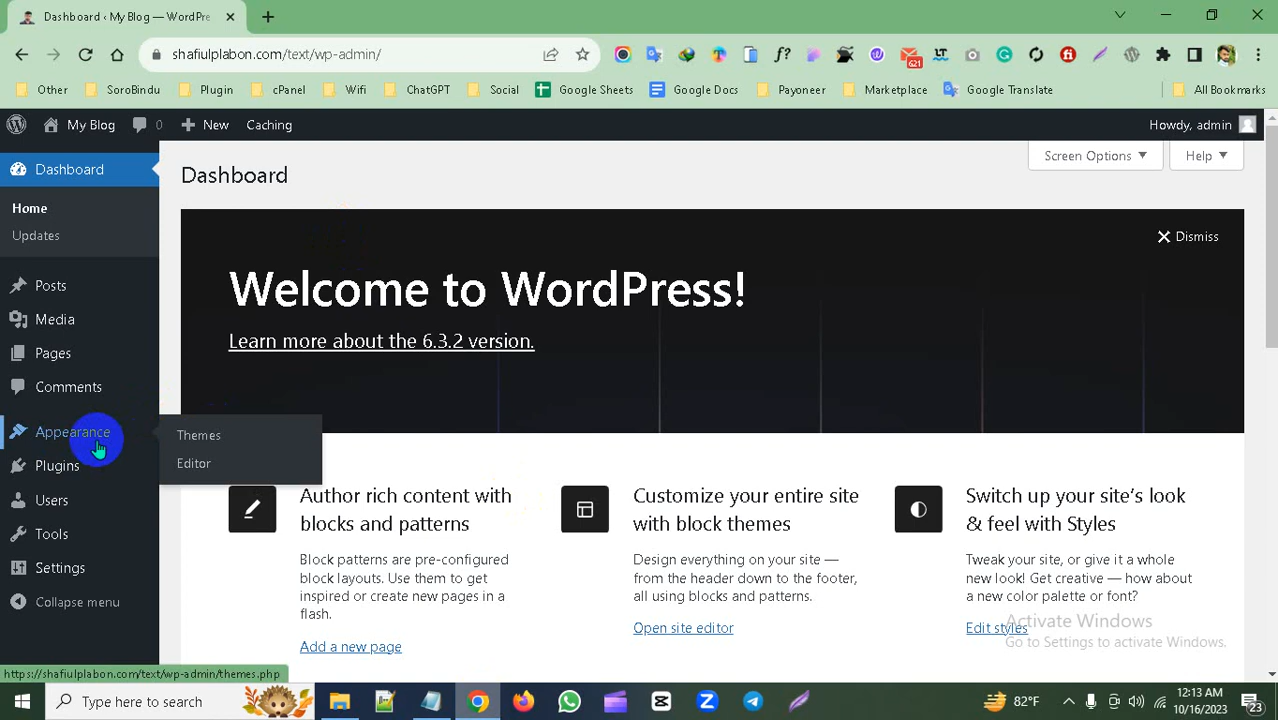 Dashboard ‹ My Blog — WordPre
shafiulplabon.com/text/wp-admin/
621
Other
SoroBindu
Plugin
cPanel
Wifi
ChatGPT
Social
Google Sheets
Google Docs
Payoneer
Marketplace
Google Translate
All Bookmarks
My Blog
0
New
Caching
Howdy, admin
Dashboard
Home
Updates
Posts
Media
Pages
Comments
Appearance
Plugins
Users
Tools
Settings
Collapse menu
Themes
Editor
Dashboard
Screen Options
Help
Dismiss
Welcome to WordPress!
Learn more about the 6.3.2 version.
Author rich content with
blocks and patterns
Block patterns are pre-configured
block layouts. Use them to get
inspired or create new pages in a
flash.
Add a new page
Customize your entire site
with block themes
Design everything on your site —
from the header down to the footer,
all using blocks and patterns.
Open site editor
Switch up your site’s look
& feel with Styles
Tweak your site, or give it a whole
new look! Get creative — how about
a new color palette or font?
Edit styles
Activate Windows
Go to Settings to activate Windows.
https://shafiulplabon.com/text/wp-admin/themes.php
Type here to search
82°F
12:13 AM
10/16/2023
23